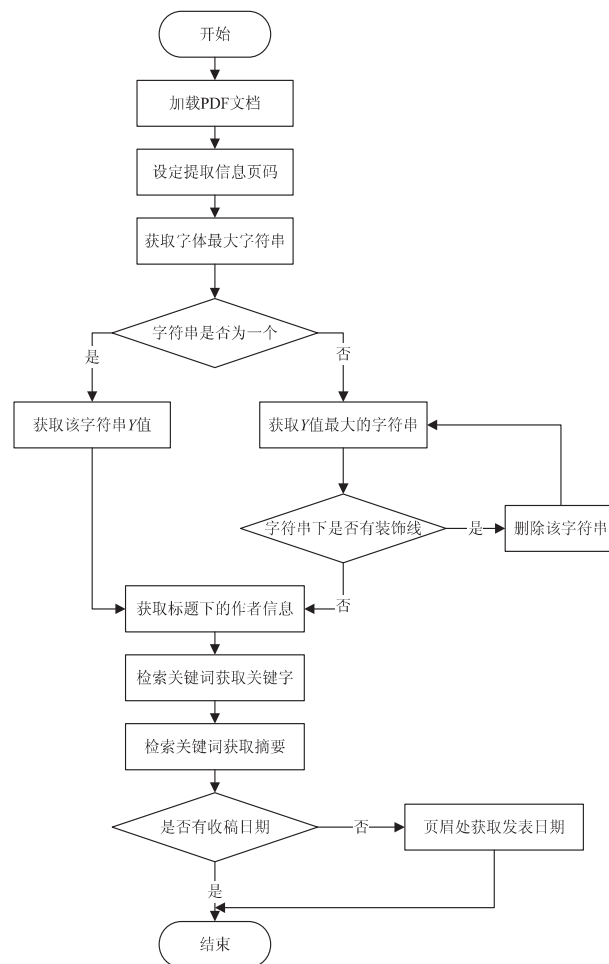 开始
加载PDF文档
设定提取信息页码
获取字体最大字符串
字符串是否为一个
是
否
获取该字符串Y值
获取Y值最大的字符串
字符串下是否有装饰线
是
删除该字符串
否
获取标题下的作者信息
检索关键词获取关键字
检索关键词获取摘要
是否有收稿日期
否
页眉处获取发表日期
是
结束